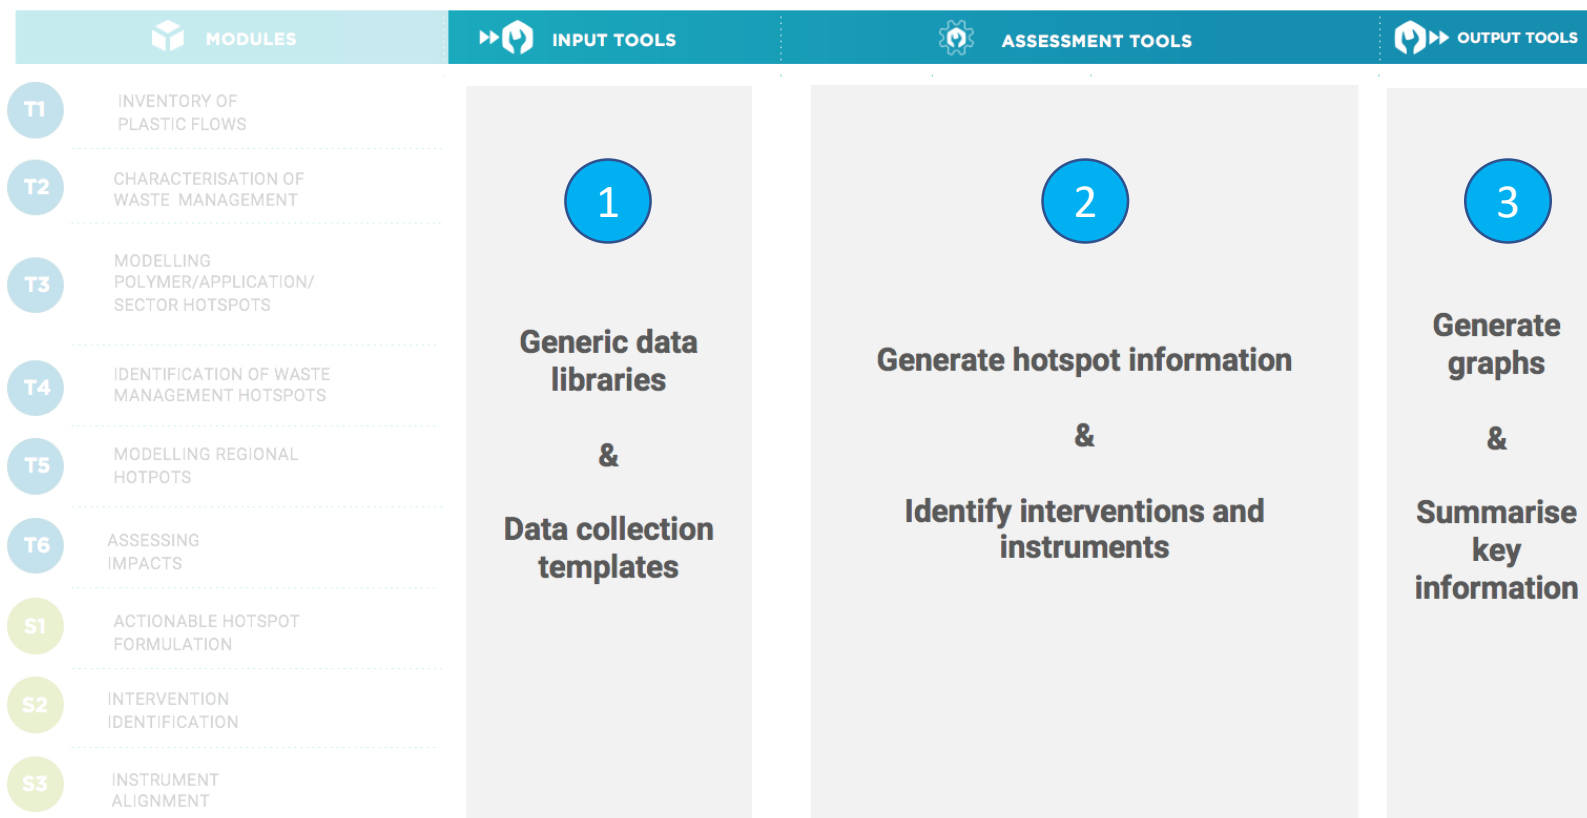 MODULES
INPUT TOOLS
ASSESSMENT TOOLS
OUTPUT TOOLS
T1
INVENTORY OF
PLASTIC FLOWS
T2
CHARACTERISATION OF
WASTE MANAGEMENT
T3
MODELLING
POLYMER/APPLICATION/
SECTOR HOTSPOTS
T4
IDENTIFICATION OF WASTE
MANAGEMENT HOTSPOTS
T5
MODELLING REGIONAL
HOTPOTS
T6
ASSESSING
IMPACTS
S1
ACTIONABLE HOTSPOT
FORMULATION
S2
INTERVENTION
IDENTIFICATION
S3
INSTRUMENT
ALIGNMENT
1
Generic data
libraries
&
Data collection
templates
2
Generate hotspot information
&
Identify interventions and
instruments
3
Generate
graphs
&
Summarise
key
information